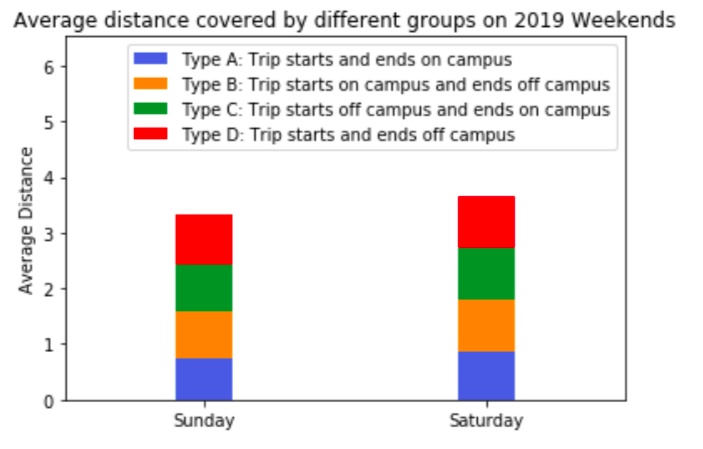 Average distance covered by different groups on 2019 Weekends
Type A: Trip starts and ends on campus
Type B: Trip starts on campus and ends off campus
Type C: Trip starts off campus and ends on campus
Type D: Trip starts and ends off campus
Average Distance
6
5
4
3
2
1
0
Sunday
Saturday